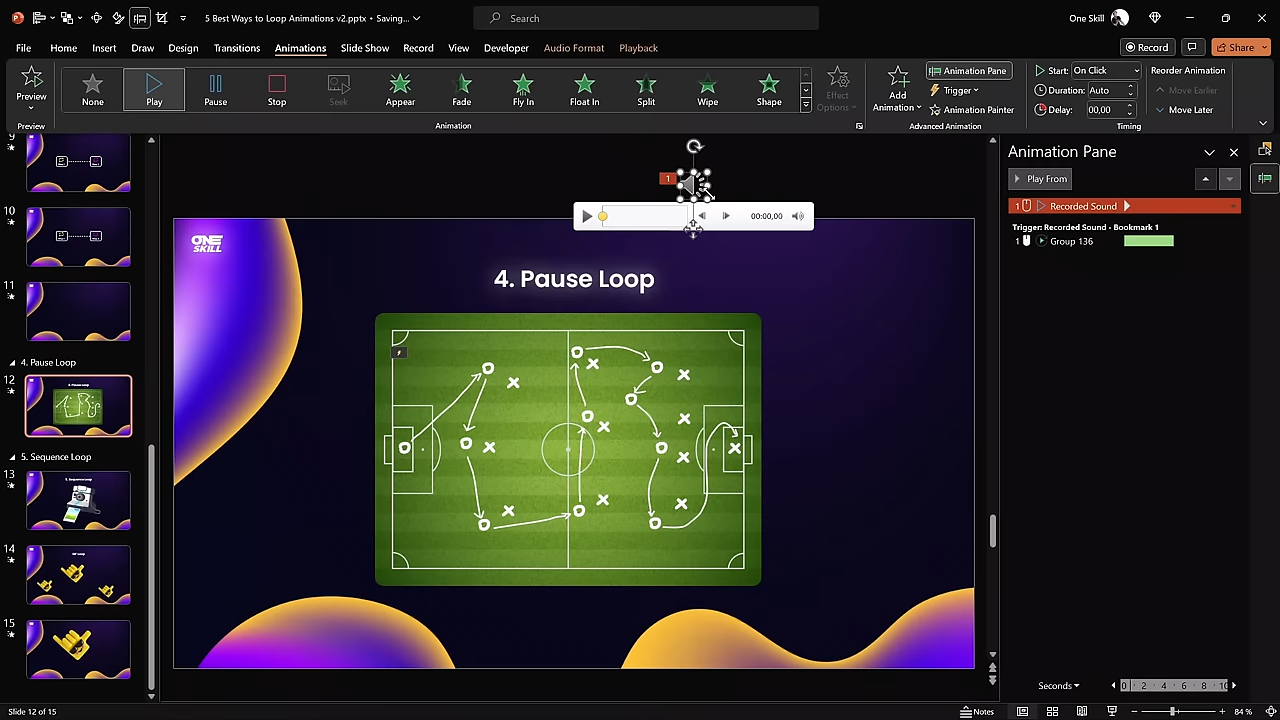 5 Best Ways to Loop Animations v2.pptx • Saving...
Search
One Skill
File Home Insert Draw Design Transitions Animations Slide Show Record View Developer Audio Format Playback
Record
Share
Preview
None Play Pause Stop Seek Appear Fade Fly In Float In Split Wipe Shape
Effect Options
Add Animation
Animation Pane
Trigger
Animation Painter
Start: On Click
Duration: Auto
Delay: 00,00
Reorder Animation
Move Earlier
Move Later
Preview
Animation
Advanced Animation
Timing
9
10
11
4. Pause Loop
12
5. Sequence Loop
13
14
15
1
00:00,00
ONE
SKILL
4. Pause Loop
Animation Pane
Play From
1 Recorded Sound
Trigger: Recorded Sound - Bookmark 1
1 Group 136
Seconds
0 2 4 6 8
Slide 12 of 15
Notes
84 %